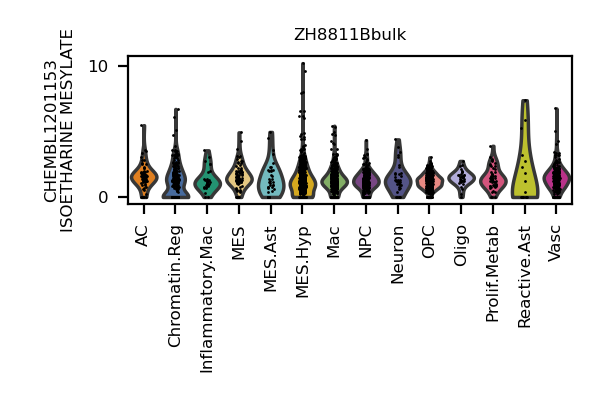 ZH8811Bbulk
CHEMBL1201153
ISOETHARINE MESYLATE
10
0
AC
Chromatin.Reg
Inflammatory.Mac
MES
MES.Ast
MES.Hyp
Mac
NPC
Neuron
OPC
Oligo
Prolif.Metab
Reactive.Ast
Vasc